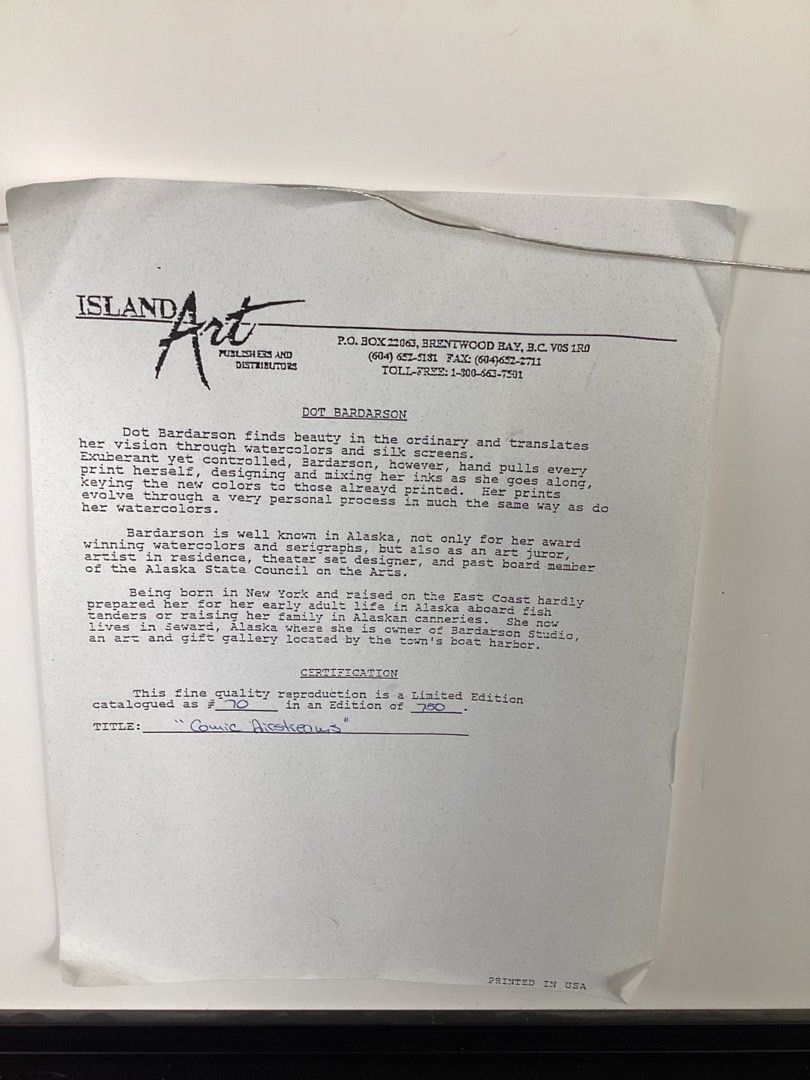 ISLAND Art
PUBLISHERS AND
DISTRIBUTORS
P.O. BOX 22063, BRENTWOOD BAY, B.C. V0S 1R0
(604) 652-5181 FAX: (604)652-2711
TOLL-FREE: 1-800-663-7501
DOT BARDARSON
Dot Bardarson finds beauty in the ordinary and translates
her vision through watercolors and silk screens.
Exuberant yet controlled, Bardarson, however, hand pulls every
print herself, designing and mixing her inks as she goes along,
keying the new colors to those alreayd printed. Her prints
evolve through a very personal process in much the same way as do
her watercolors.
Bardarson is well known in Alaska, not only for her award
winning watercolors and serigraphs, but also as an art juror,
artist in residence, theater set designer, and past board member
of the Alaska State Council on the Arts.
Being born in New York and raised on the East Coast hardly
prepared her for her early adult life in Alaska aboard fish
tenders or raising her family in Alaskan canneries. She now
lives in Seward, Alaska where she is owner of Bardarson Studio,
an art and gift gallery located by the town's boat harbor.
CERTIFICATION
This fine quality reproduction is a Limited Edition
catalogued as # 70 in an Edition of 750.
TITLE: "Comic Airstreams"
PRINTED IN USA